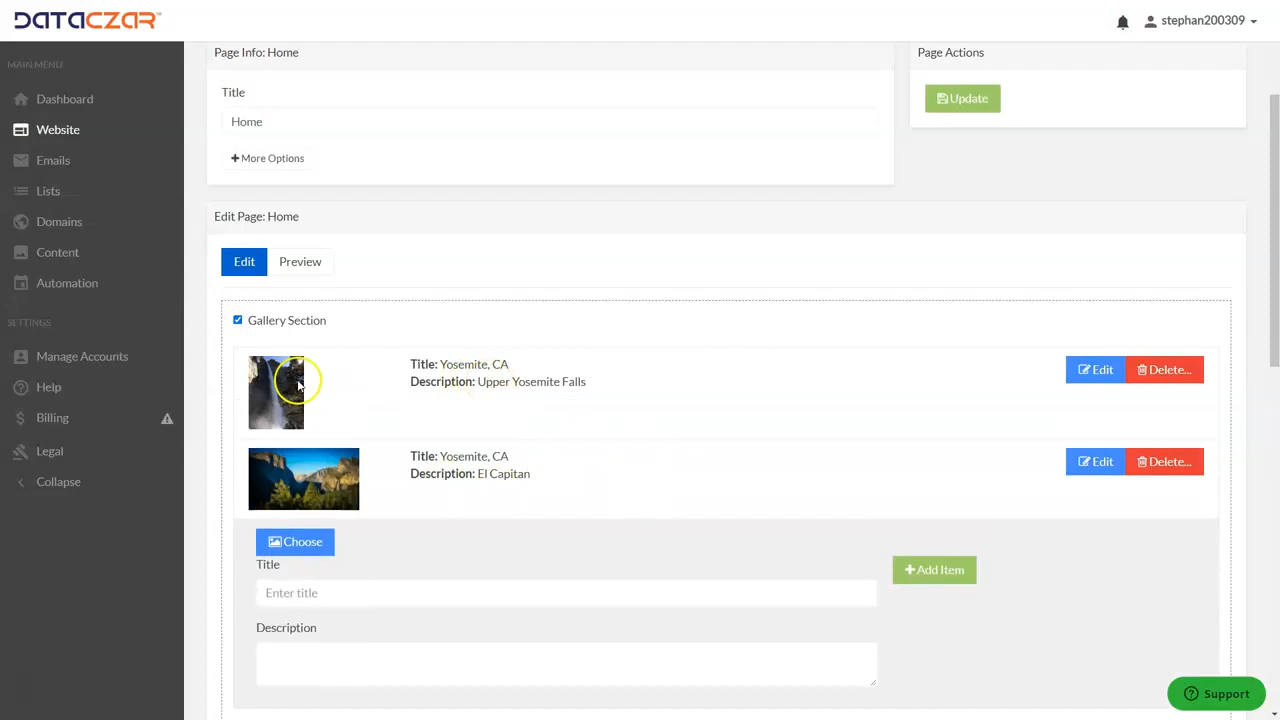 DATACZAR
stephan200309
MAIN MENU
Dashboard
Website
Emails
Lists
Domains
Content
Automation
SETTINGS
Manage Accounts
Help
Billing
Legal
Collapse
Page Info: Home
Title
Home
+ More Options
Page Actions
Update
Edit Page: Home
Edit
Preview
Gallery Section
Title: Yosemite, CA
Description: Upper Yosemite Falls
Edit
Delete...
Title: Yosemite, CA
Description: El Capitan
Edit
Delete...
Choose
Title
Enter title
+ Add Item
Description
Support